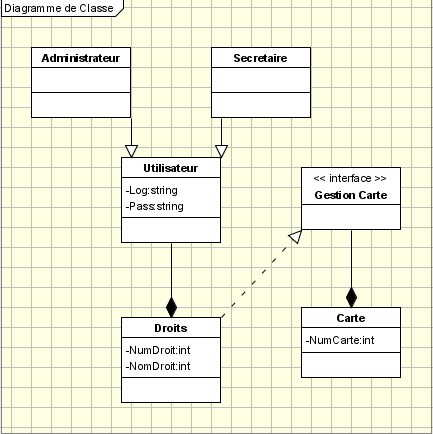 Diagramme de Classe
Administrateur
Secretaire
Utilisateur
-Log:string
-Pass:string
<< interface >>
Gestion Carte
Droits
-NumDroit:int
-NomDroit:int
Carte
-NumCarte:int